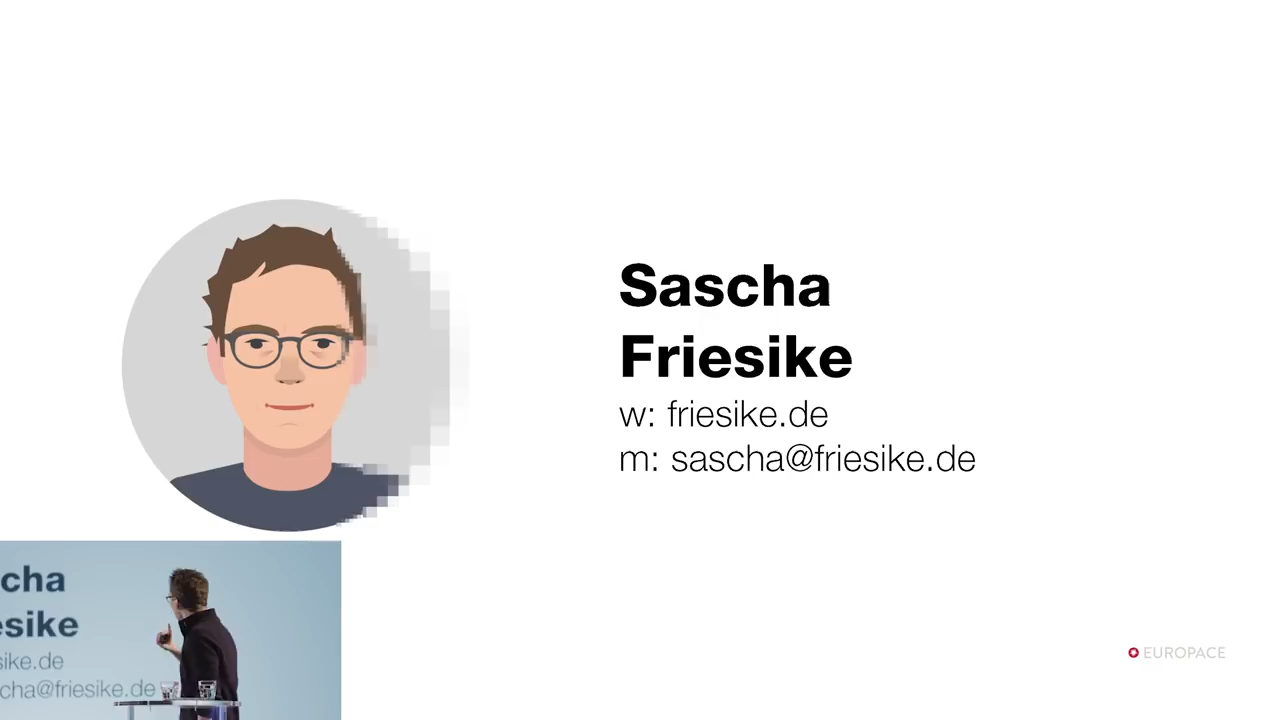 Sascha
Friesike
w: friesike.de
m: sascha@friesike.de
cha
esike
sike.de
cha@friesike.de
EUROPACE